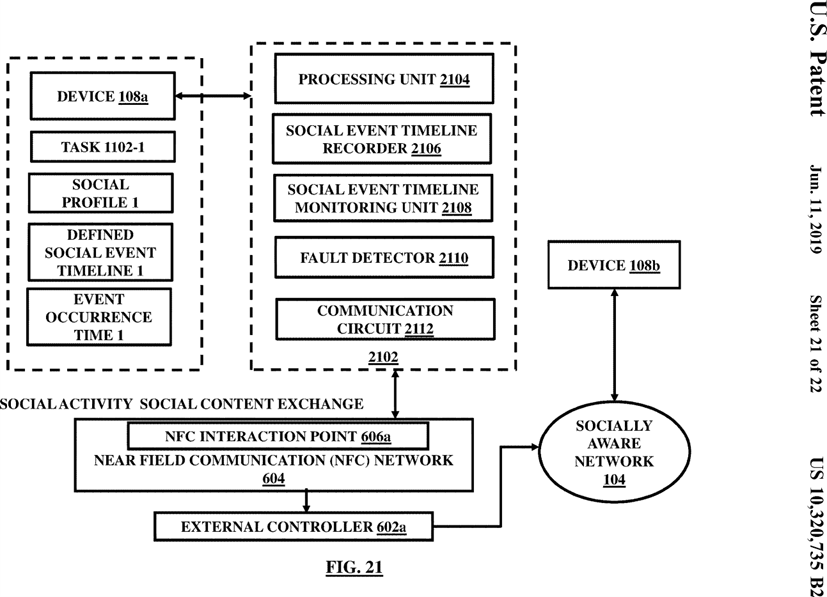 U.S. Patent
Jun. 11, 2019
Sheet 21 of 22
US 10,320,735 B2
DEVICE 108a
TASK 1102-1
SOCIAL
PROFILE 1
DEFINED
SOCIAL EVENT
TIMELINE 1
EVENT
OCCURRENCE
TIME 1
PROCESSING UNIT 2104
SOCIAL EVENT TIMELINE
RECORDER 2106
SOCIAL EVENT TIMELINE
MONITORING UNIT 2108
FAULT DETECTOR 2110
COMMUNICATION
CIRCUIT 2112
2102
DEVICE 108b
SOCIAL ACTIVITY SOCIAL CONTENT EXCHANGE
NFC INTERACTION POINT 606a
NEAR FIELD COMMUNICATION (NFC) NETWORK
604
SOCIALLY
AWARE
NETWORK
104
EXTERNAL CONTROLLER 602a
FIG. 21